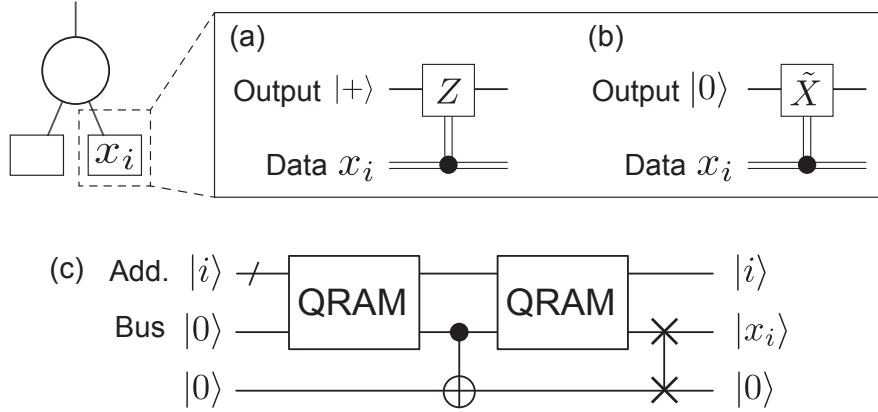 (a) (b)
Output |+⟩ Z Output |0⟩ X̃
x_i Data x_i Data x_i
(c) Add. |i⟩ QRAM QRAM |i⟩
Bus |0⟩ |x_i⟩
|0⟩ |0⟩